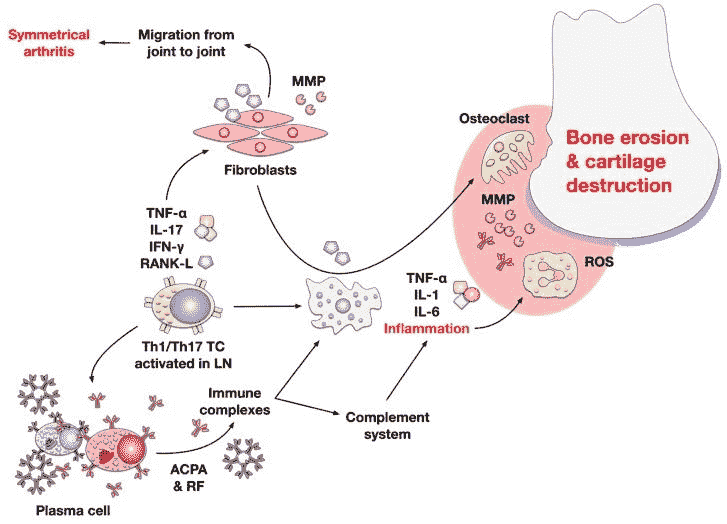 Symmetrical
arthritis
Migration from
joint to joint
MMP
Fibroblasts
Osteoclast
Bone erosion
& cartilage
destruction
MMP
ROS
TNF-α
IL-17
IFN-γ
RANK-L
TNF-α
IL-1
IL-6
Inflammation
Th1/Th17 TC
activated in LN
Immune
complexes
Complement
system
ACPA
& RF
Plasma cell